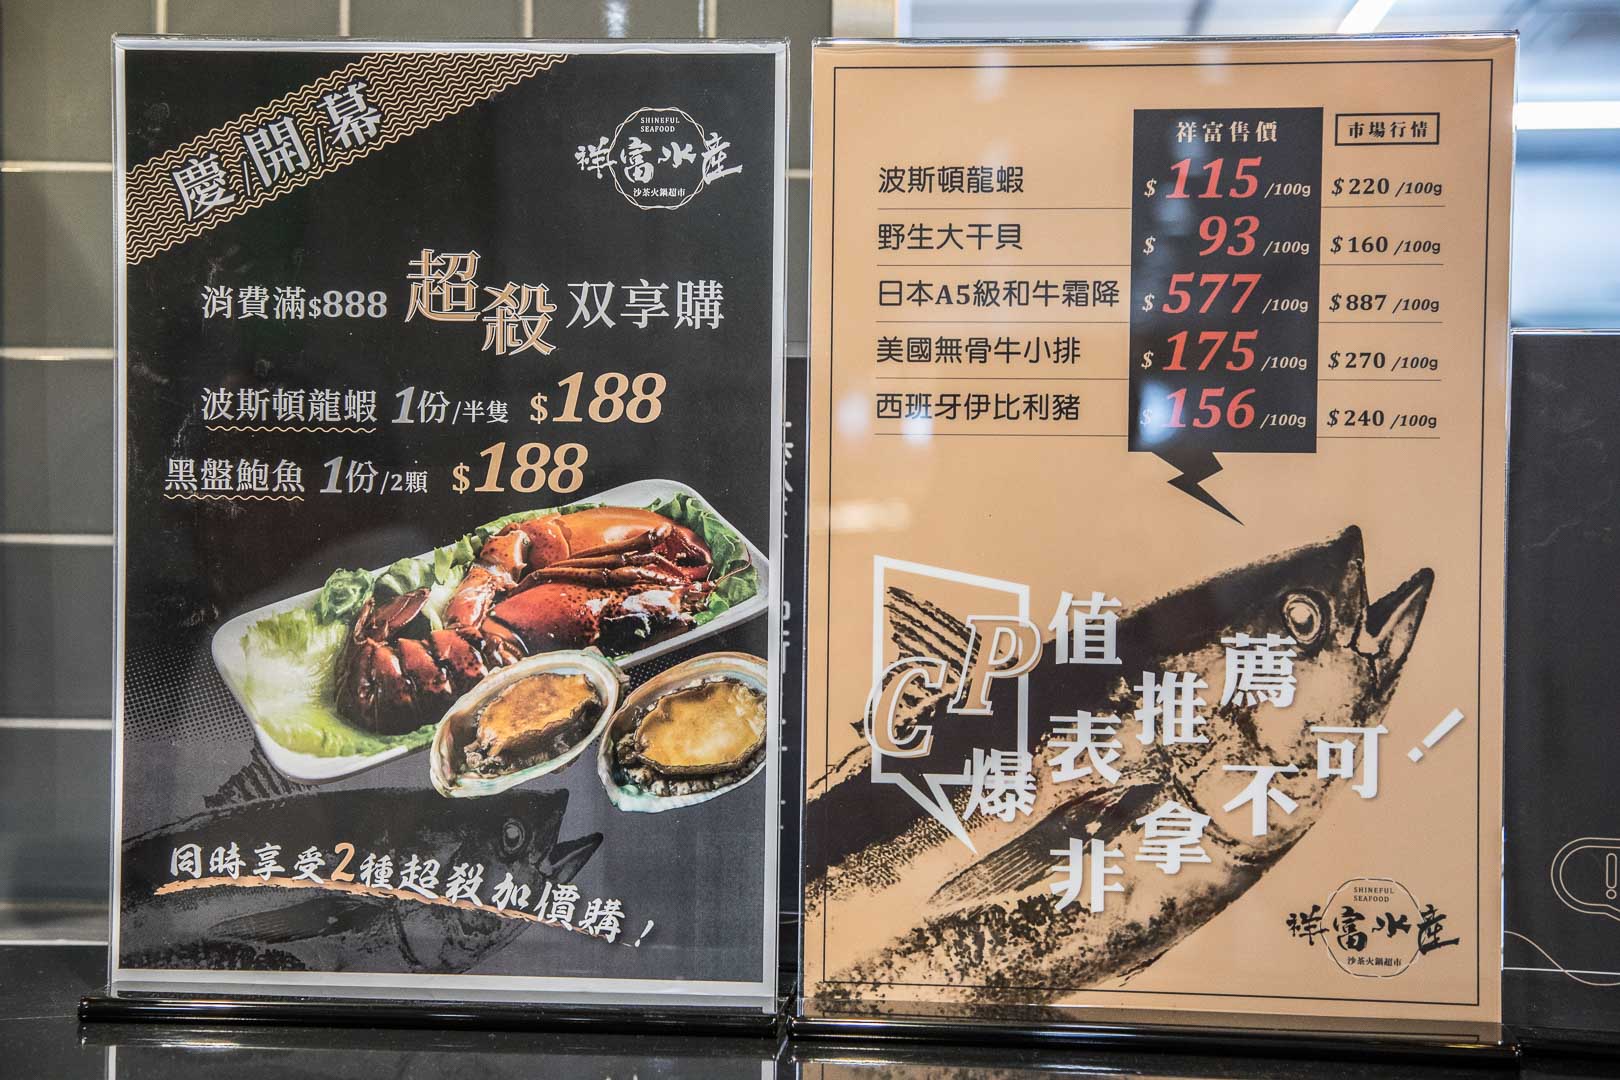 慶/開/幕
SHINEFUL
SEAFOOD
祥富水產
沙茶火鍋超市
消費滿$888 超殺 双享購
波斯頓龍蝦 1份/半隻 $188
黑盤鮑魚 1份/2顆 $188
同時享受2種超殺加價購!
祥富售價 市場行情
波斯頓龍蝦 $115/100g $220/100g
野生大干貝 $93/100g $160/100g
日本A5級和牛霜降 $577/100g $887/100g
美國無骨牛小排 $175/100g $270/100g
西班牙伊比利豬 $156/100g $240/100g
CP值
爆表推薦
非拿不可!
SHINEFUL
SEAFOOD
祥富水產
沙茶火鍋超市